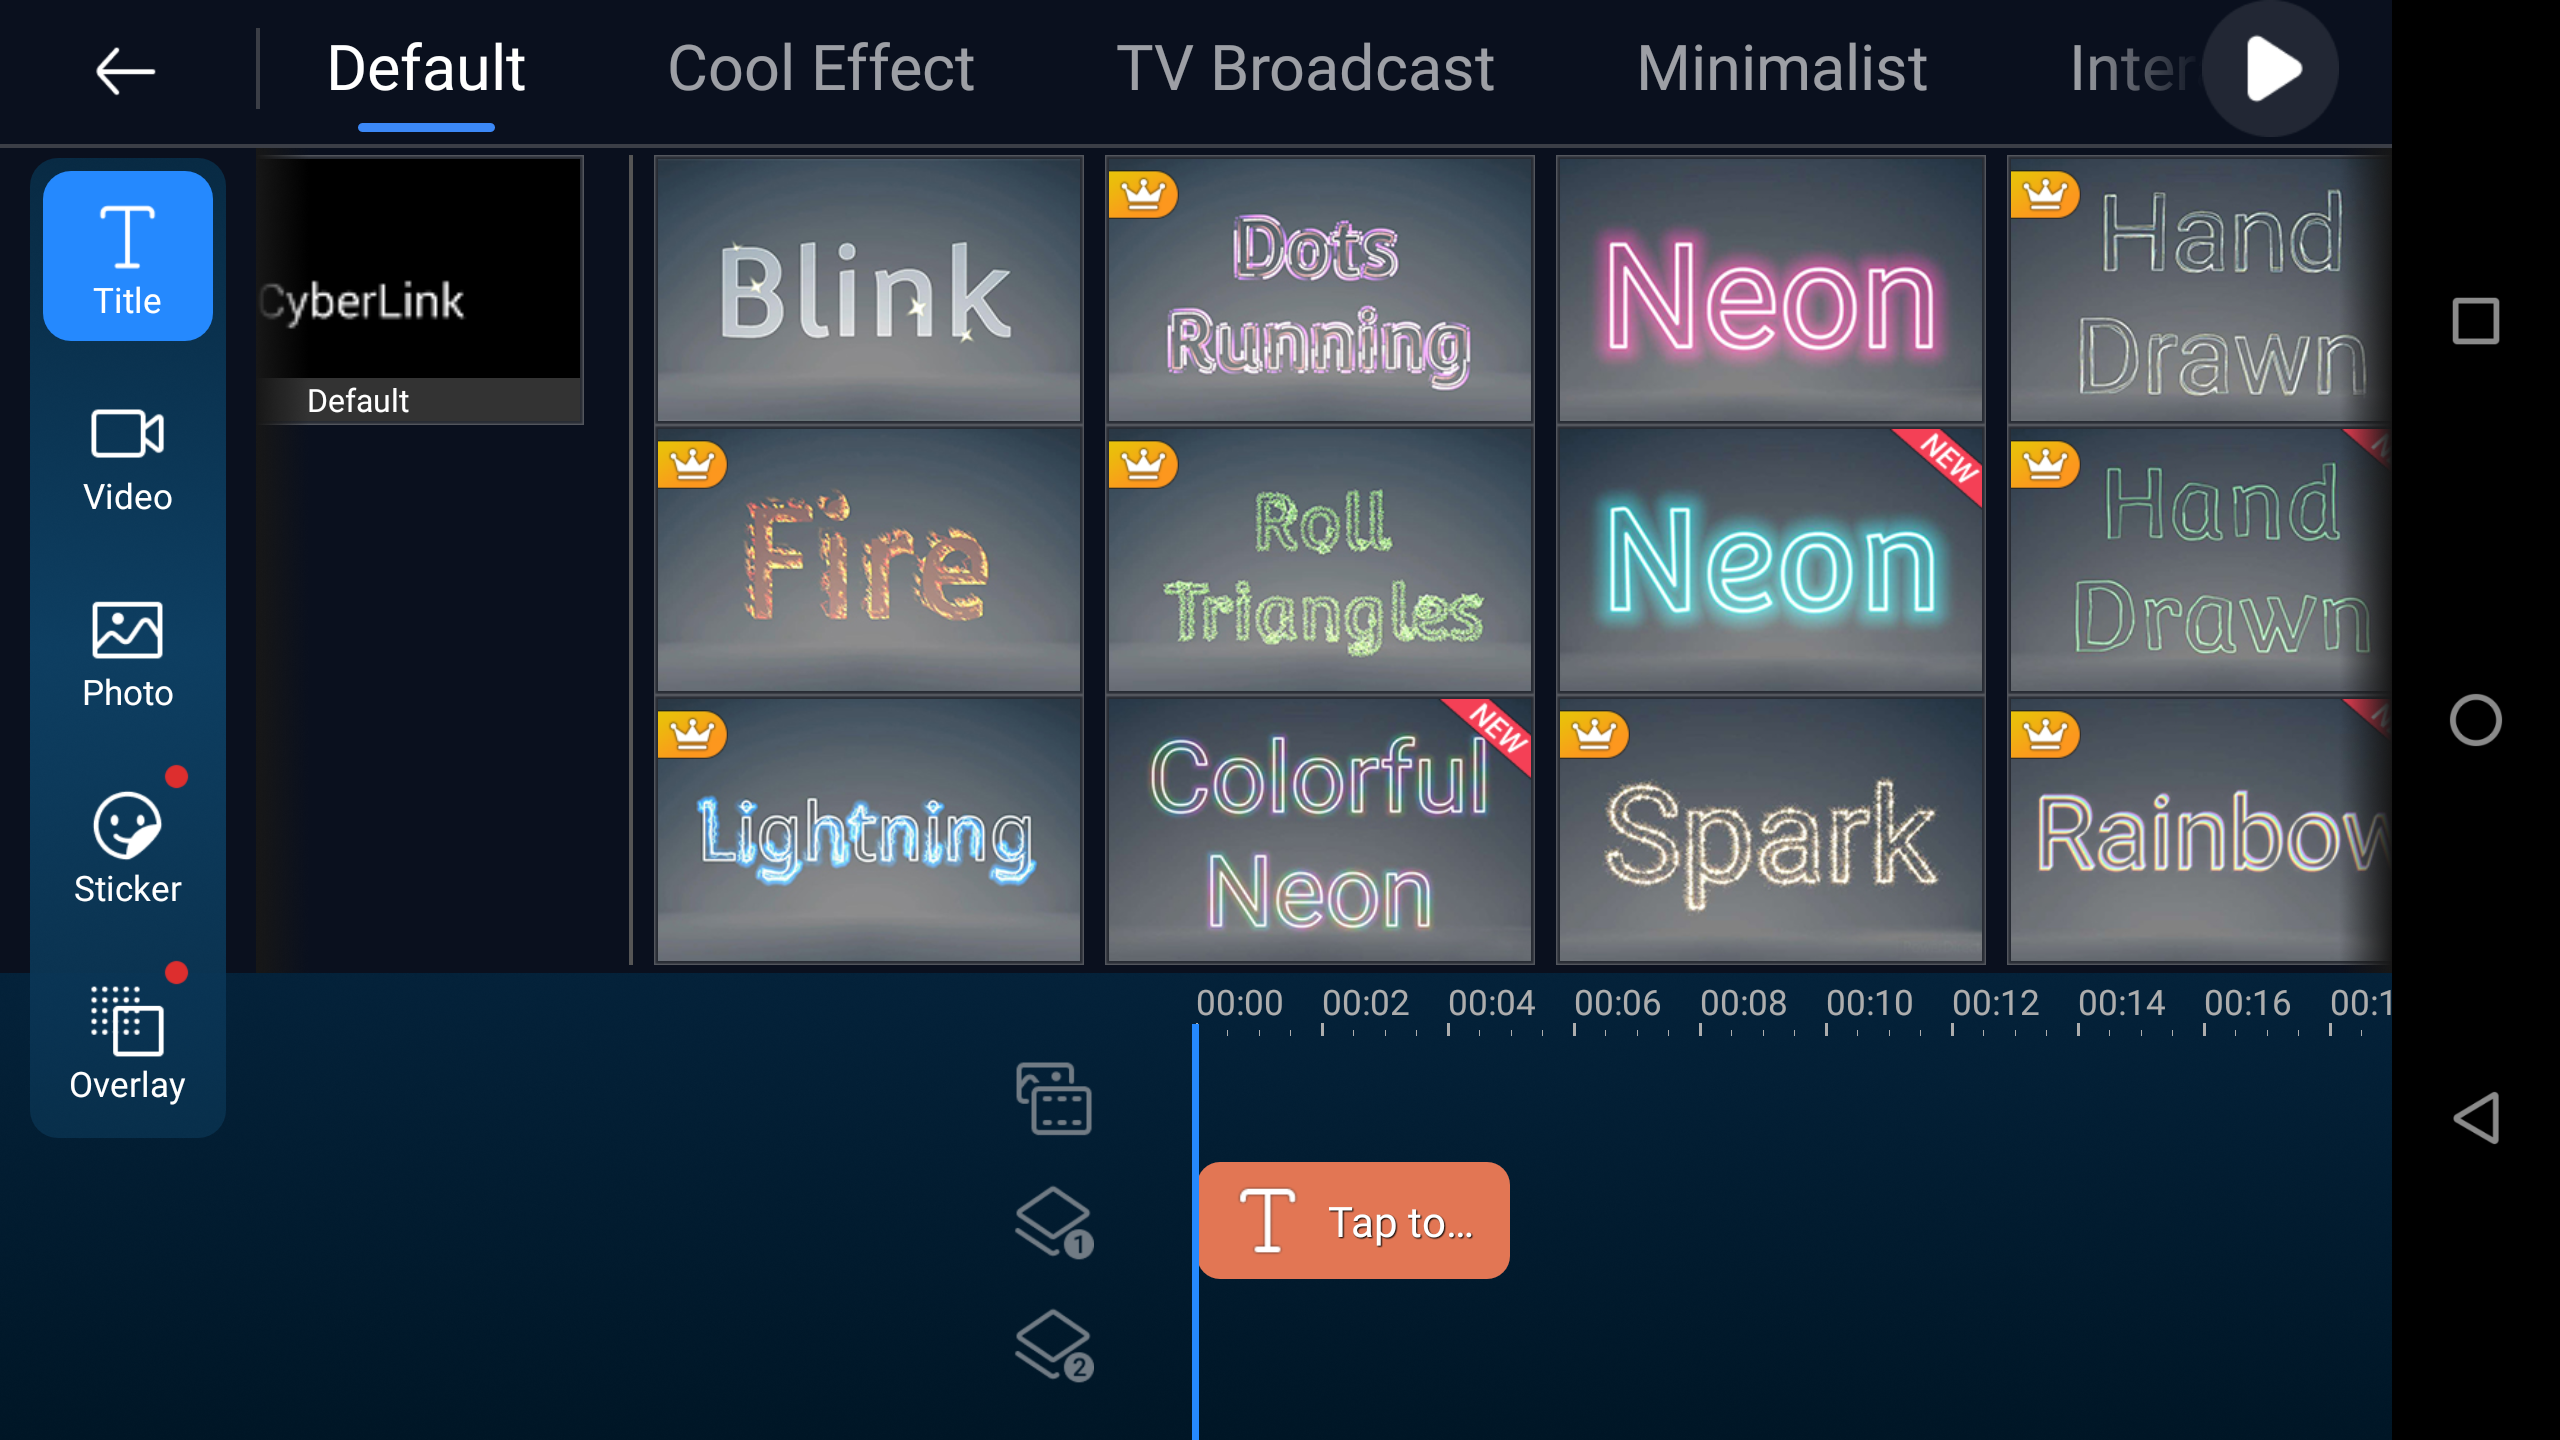 Default Cool Effect TV Broadcast Minimalist Inter
Title
Video
Photo
Sticker
Overlay
CyberLink
Default
Blink
Dots
Running
Neon
Hand
Drawn
Fire
Roll
Triangles
NEW
Neon
Hand
Drawn
Lightning
NEW
Colorful
Neon
Spark
Rainbow
00:00 00:02 00:04 00:06 00:08 00:10 00:12 00:14 00:16 00:1
1
Tap to...
2